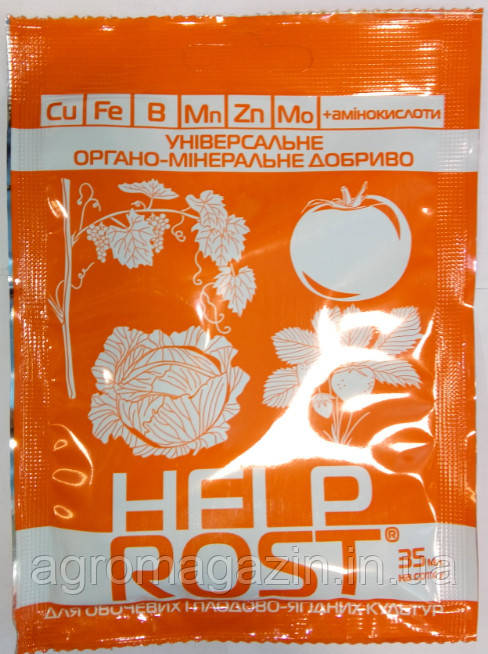 Cu Fe B Mn Zn Mo +амінокислоти
УНІВЕРСАЛЬНЕ
ОРГАНО-МІНЕРАЛЬНЕ ДОБРИВО
HELP
ROST®
35
agromagazin.in.ua
ДЛЯ ОВОЧЕВИХ І ПЛОДОВО-ЯГІДНИХ КУЛЬТУР